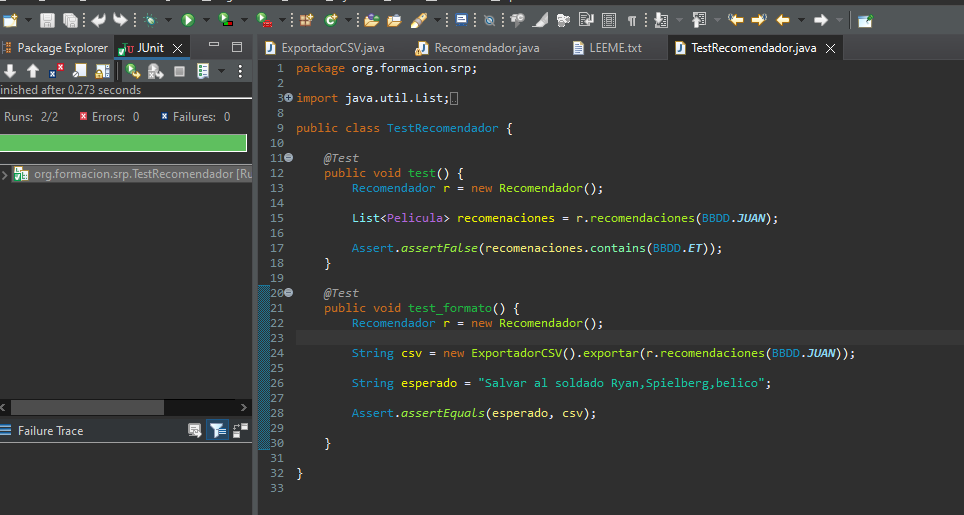 Package Explorer
JUnit
inished after 0.273 seconds
Runs: 2/2
Errors: 0
Failures: 0
org.formacion.srp.TestRecomendador [Ru
Failure Trace
ExportadorCSV.java
Recomendador.java
LEEME.txt
TestRecomendador.java
1 package org.formacion.srp;
2
3 import java.util.List;
8
9 public class TestRecomendador {
10
11 @Test
12 public void test() {
13 Recomendador r = new Recomendador();
14
15 List<Pelicula> recomenaciones = r.recomendaciones(BBDD.JUAN);
16
17 Assert.assertFalse(recomenaciones.contains(BBDD.ET));
18 }
19
20 @Test
21 public void test_formato() {
22 Recomendador r = new Recomendador();
23
24 String csv = new ExportadorCSV().exportar(r.recomendaciones(BBDD.JUAN));
25
26 String esperado = "Salvar al soldado Ryan,Spielberg,belico";
27
28 Assert.assertEquals(esperado, csv);
29
30 }
31
32 }
33